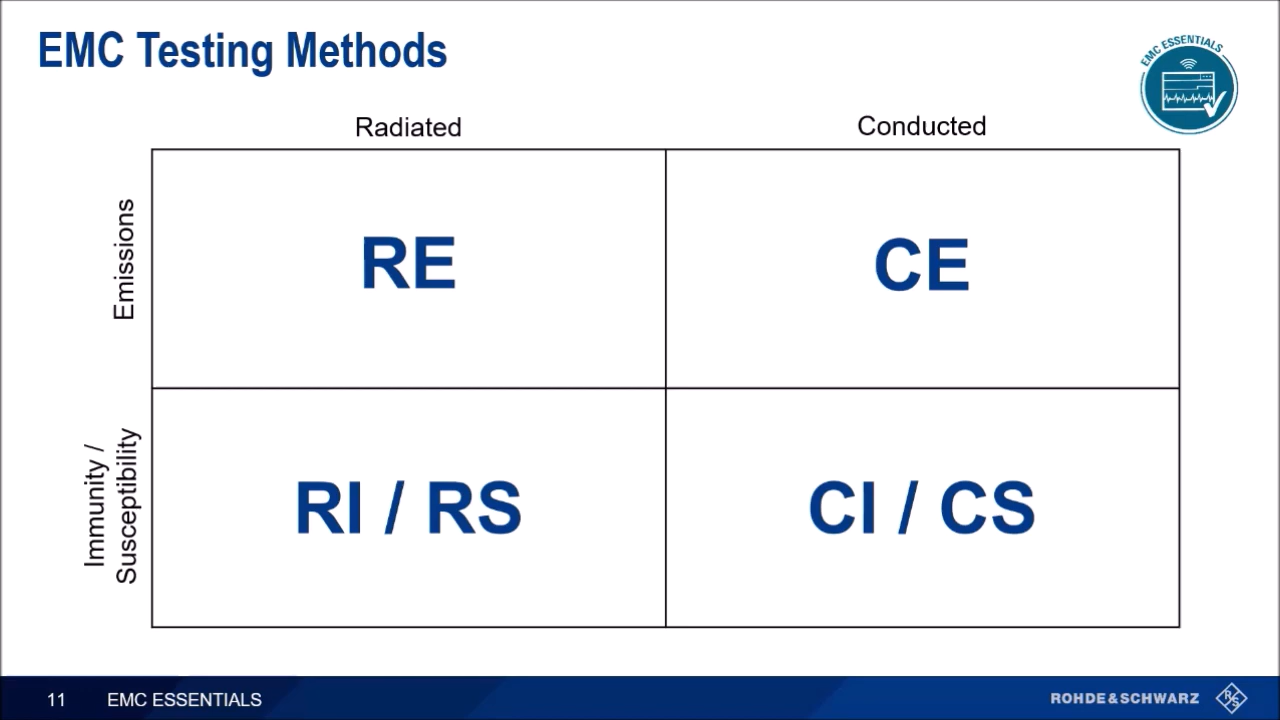 EMC Testing Methods
EMC ESSENTIALS
Radiated
Conducted
Emissions
RE
CE
Immunity /
Susceptibility
RI / RS
CI / CS
11
EMC ESSENTIALS
ROHDE & SCHWARZ
R
S